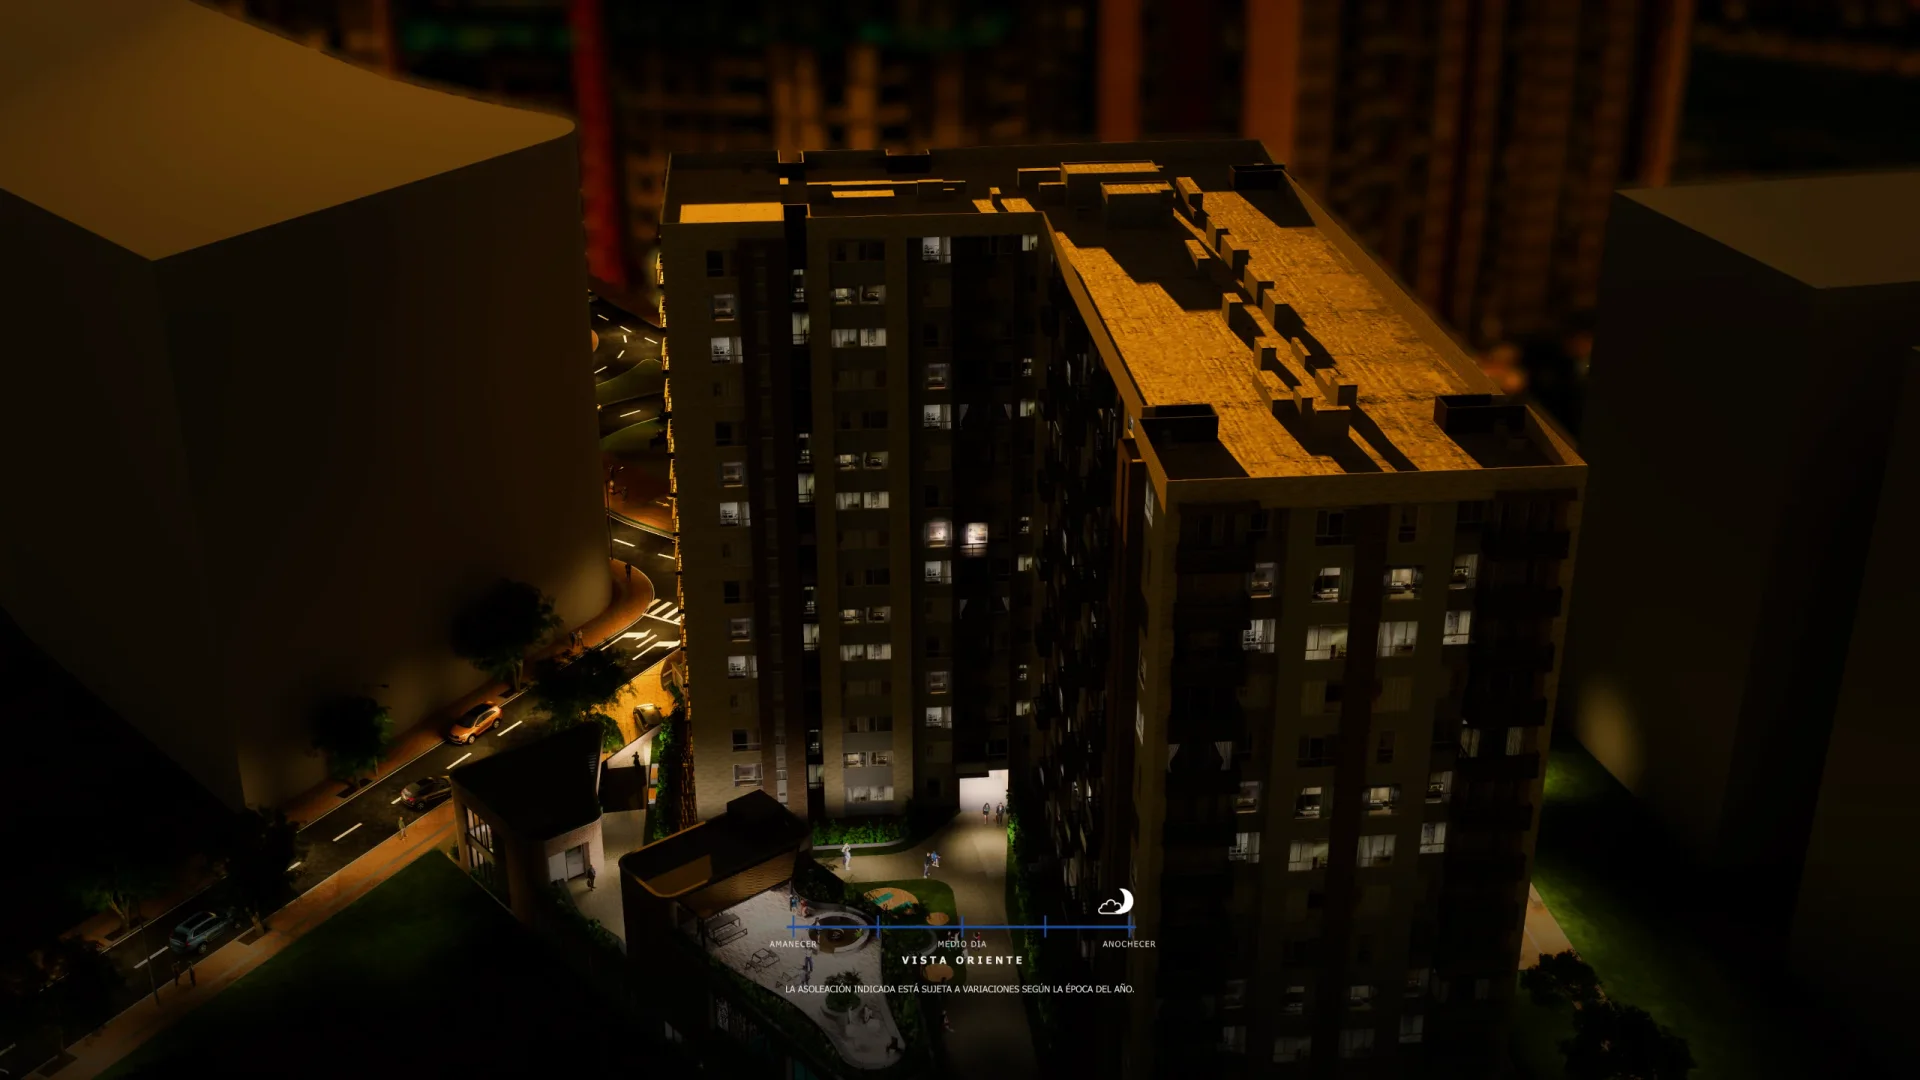 AMANECER MEDIO DIA ANOCHECER
VISTA ORIENTE
LA ASOLEACIÓN INDICADA ESTÁ SUJETA A VARIACIONES SEGÚN LA ÉPOCA DEL AÑO.